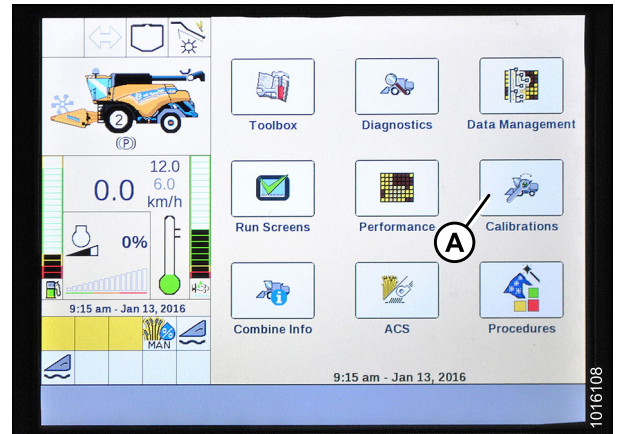 2
(P)
12.0
6.0
0.0 km/h
0%
9:15 am - Jan 13, 2016
MAN
%
Toolbox
Diagnostics
Data Management
Run Screens
Performance
Calibrations
A
Combine Info
ACS
Procedures
9:15 am - Jan 13, 2016
1016108